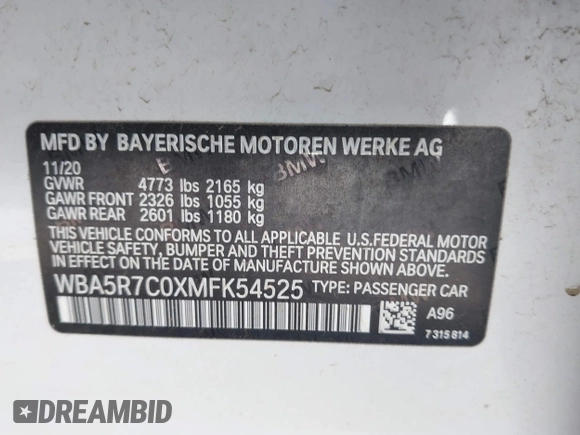 MFD BY BAYERISCHE MOTOREN WERKE AG
11/20
GVWR 4773 lbs 2165 kg
GAWR FRONT 2326 lbs 1055 kg
GAWR REAR 2601 lbs 1180 kg
THIS VEHICLE CONFORMS TO ALL APPLICABLE U.S.FEDERAL MOTOR
VEHICLE SAFETY, BUMPER AND THEFT PREVENTION STANDARDS
IN EFFECT ON THE DATE OF MANUFACTURE SHOWN ABOVE.
WBA5R7C0XMFK54525 TYPE: PASSENGER CAR
A96
7 315 814
DREAMBID